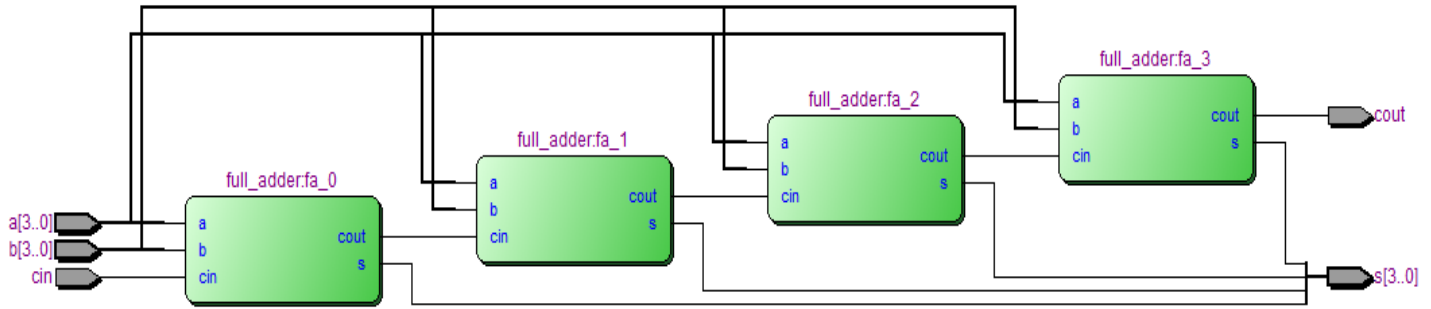 full_adder:fa_3
a
b
cin
cout
s
cout
full_adder:fa_2
a
b
cin
cout
s
full_adder:fa_1
a
b
cin
cout
s
full_adder:fa_0
a
b
cin
cout
s
a[3..0]
b[3..0]
cin
s[3..0]